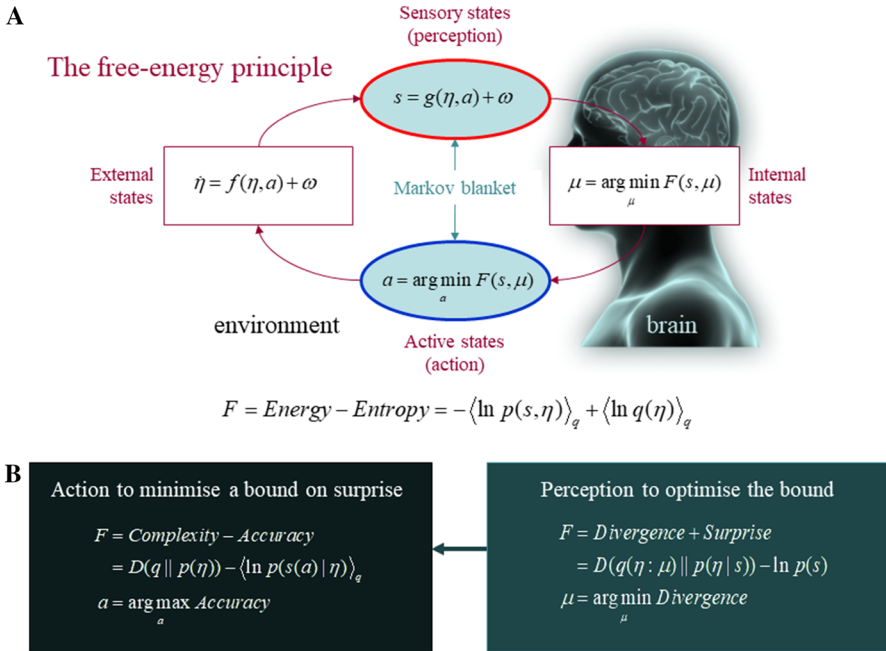 A
Sensory states
(perception)
The free-energy principle
s = g(η, a) + ω
External
states
η̇ = f(η, a) + ω
Markov blanket
μ = arg min F(s, μ)
μ
Internal
states
a = arg min F(s, μ)
a
environment
brain
Active states
(action)
F = Energy − Entropy = −⟨ln p(s, η)⟩q + ⟨ln q(η)⟩q
B
Action to minimise a bound on surprise
F = Complexity − Accuracy
= D(q || p(η)) − ⟨ln p(s(a) | η)⟩q
a = arg max Accuracy
a
Perception to optimise the bound
F = Divergence + Surprise
= D(q(η : μ) || p(η | s)) − ln p(s)
μ = arg min Divergence
μ